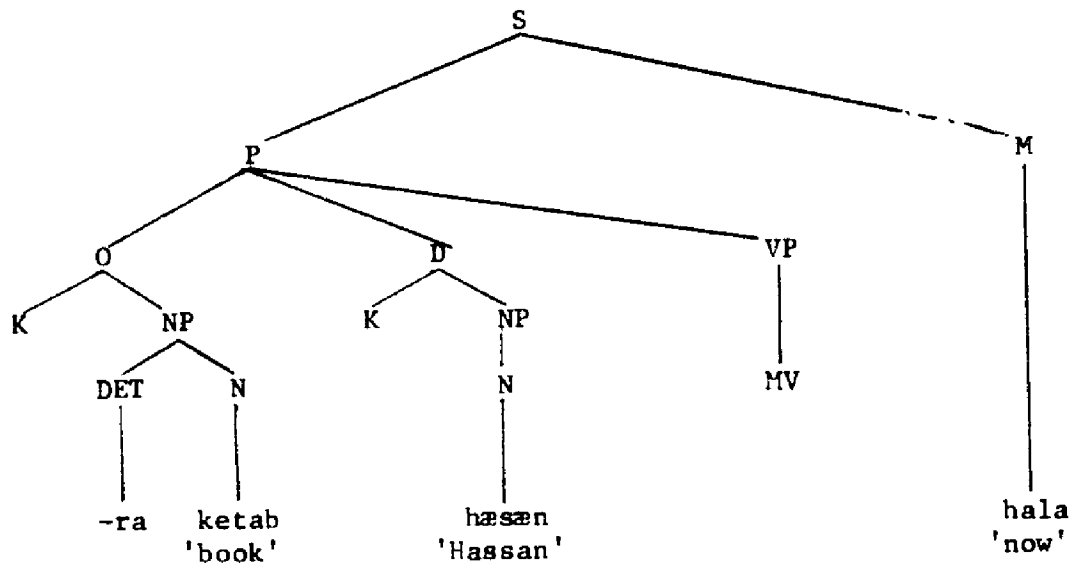 S
P M
O D VP
K NP K NP
DET N N MV
-ra ketab hæsæn hala
'book' 'Hassan' 'now'